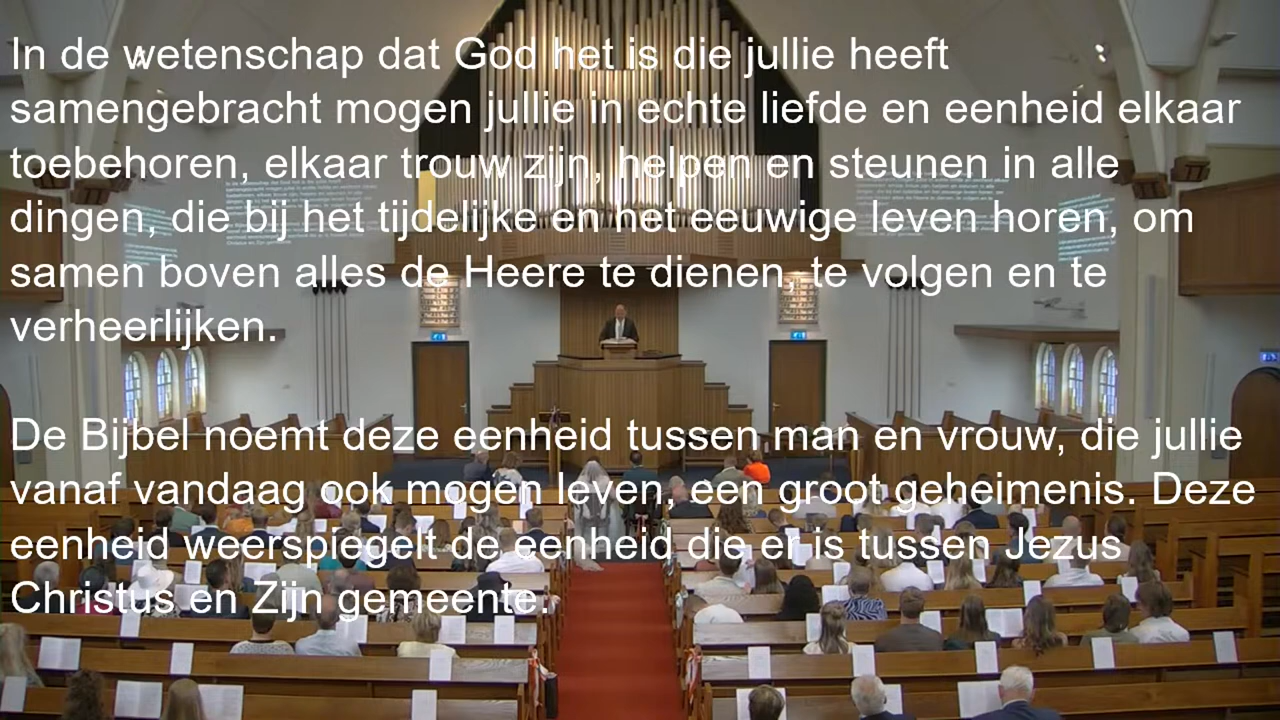 In de wetenschap dat God het is die jullie heeft
samengebracht mogen jullie in echte liefde en eenheid elkaar
toebehoren, elkaar trouw zijn, helpen en steunen in alle
dingen, die bij het tijdelijke en het eeuwige leven horen, om
samen boven alles de Heere te dienen, te volgen en te
verheerlijken.
De Bijbel noemt deze eenheid tussen man en vrouw, die jullie
vanaf vandaag ook mogen leven, een groot geheimenis. Deze
eenheid weerspiegelt de eenheid die er is tussen Jezus
Christus en Zijn gemeente.